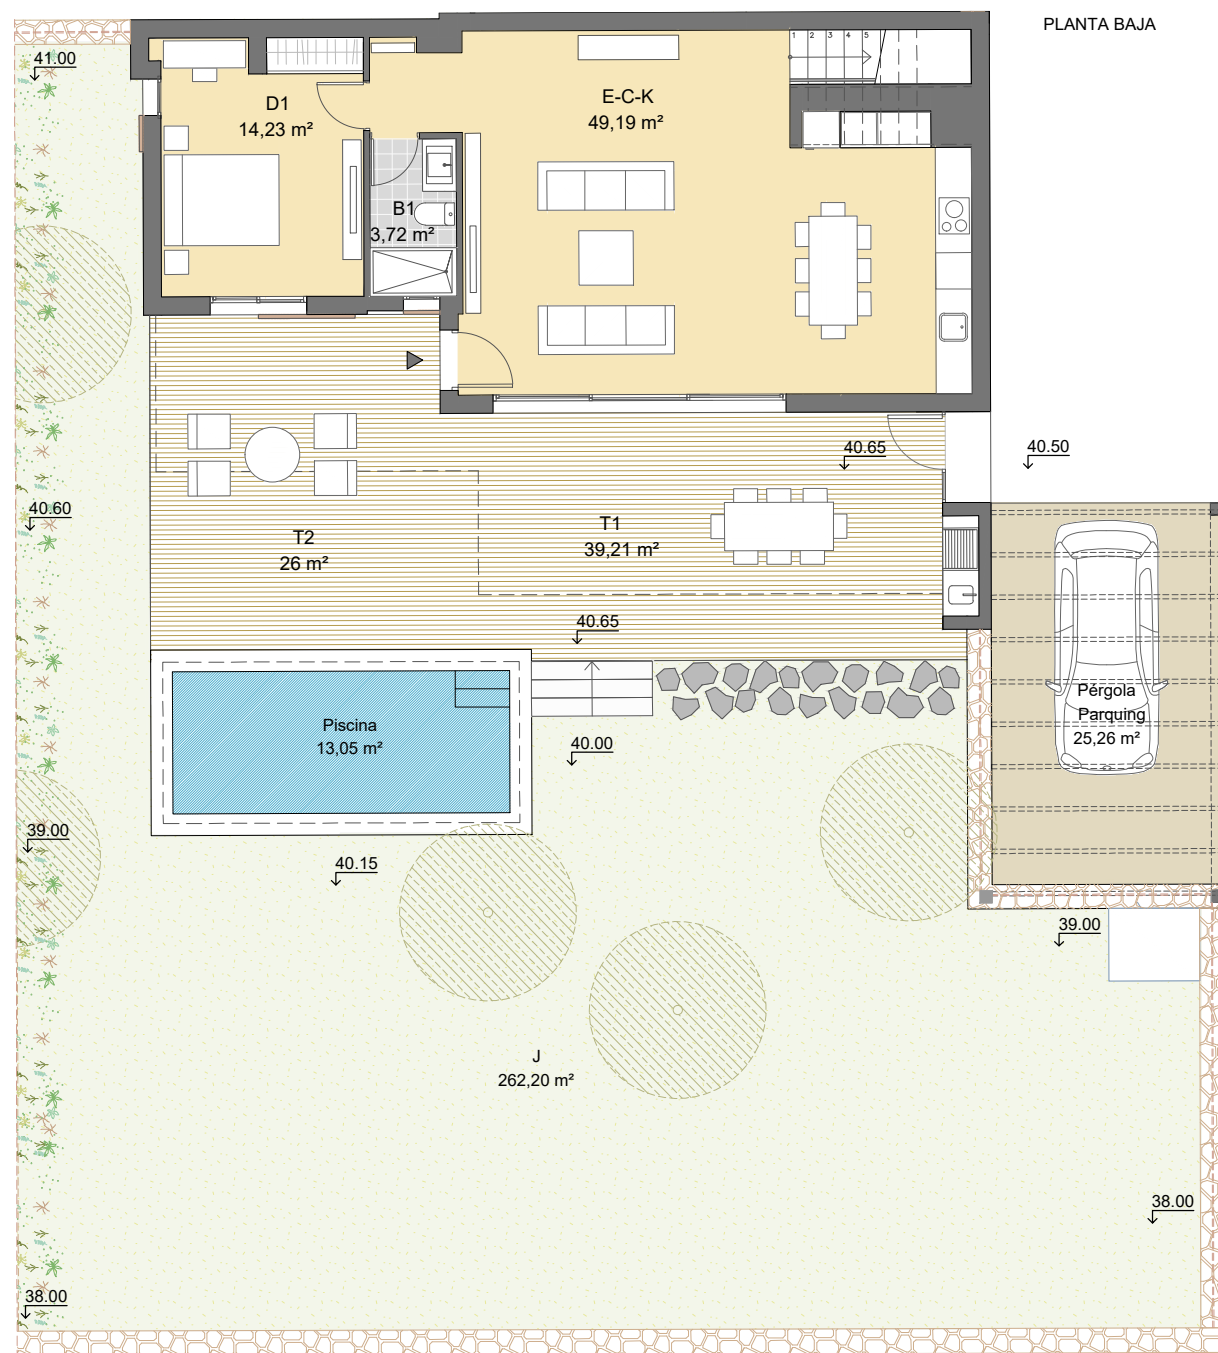 PLANTA BAJA
41.00
D1
14,23 m²
E-C-K
49,19 m²
1 2 3 4 5
B1
3,72 m²
40.65
40.50
40.60
T2
26 m²
T1
39,21 m²
40.65
Piscina
13,05 m²
Pérgola
Parquing
25,26 m²
40.00
39.00
40.15
39.00
J
262,20 m²
38.00
38.00